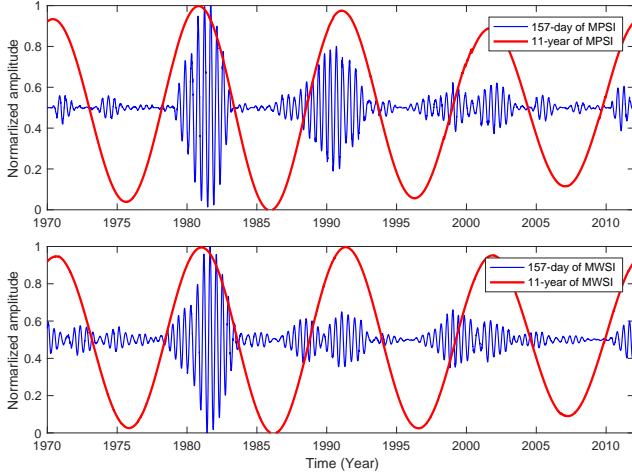 1
0.8
0.6
0.4
0.2
0
Normarlized amplitude
157-day of MPSI
11-year of MPSI
1970 1975 1980 1985 1990 1995 2000 2005 2010
1
0.8
0.6
0.4
0.2
0
Normarlized amplitude
157-day of MWSI
11-year of MWSI
1970 1975 1980 1985 1990 1995 2000 2005 2010
Time (Year)